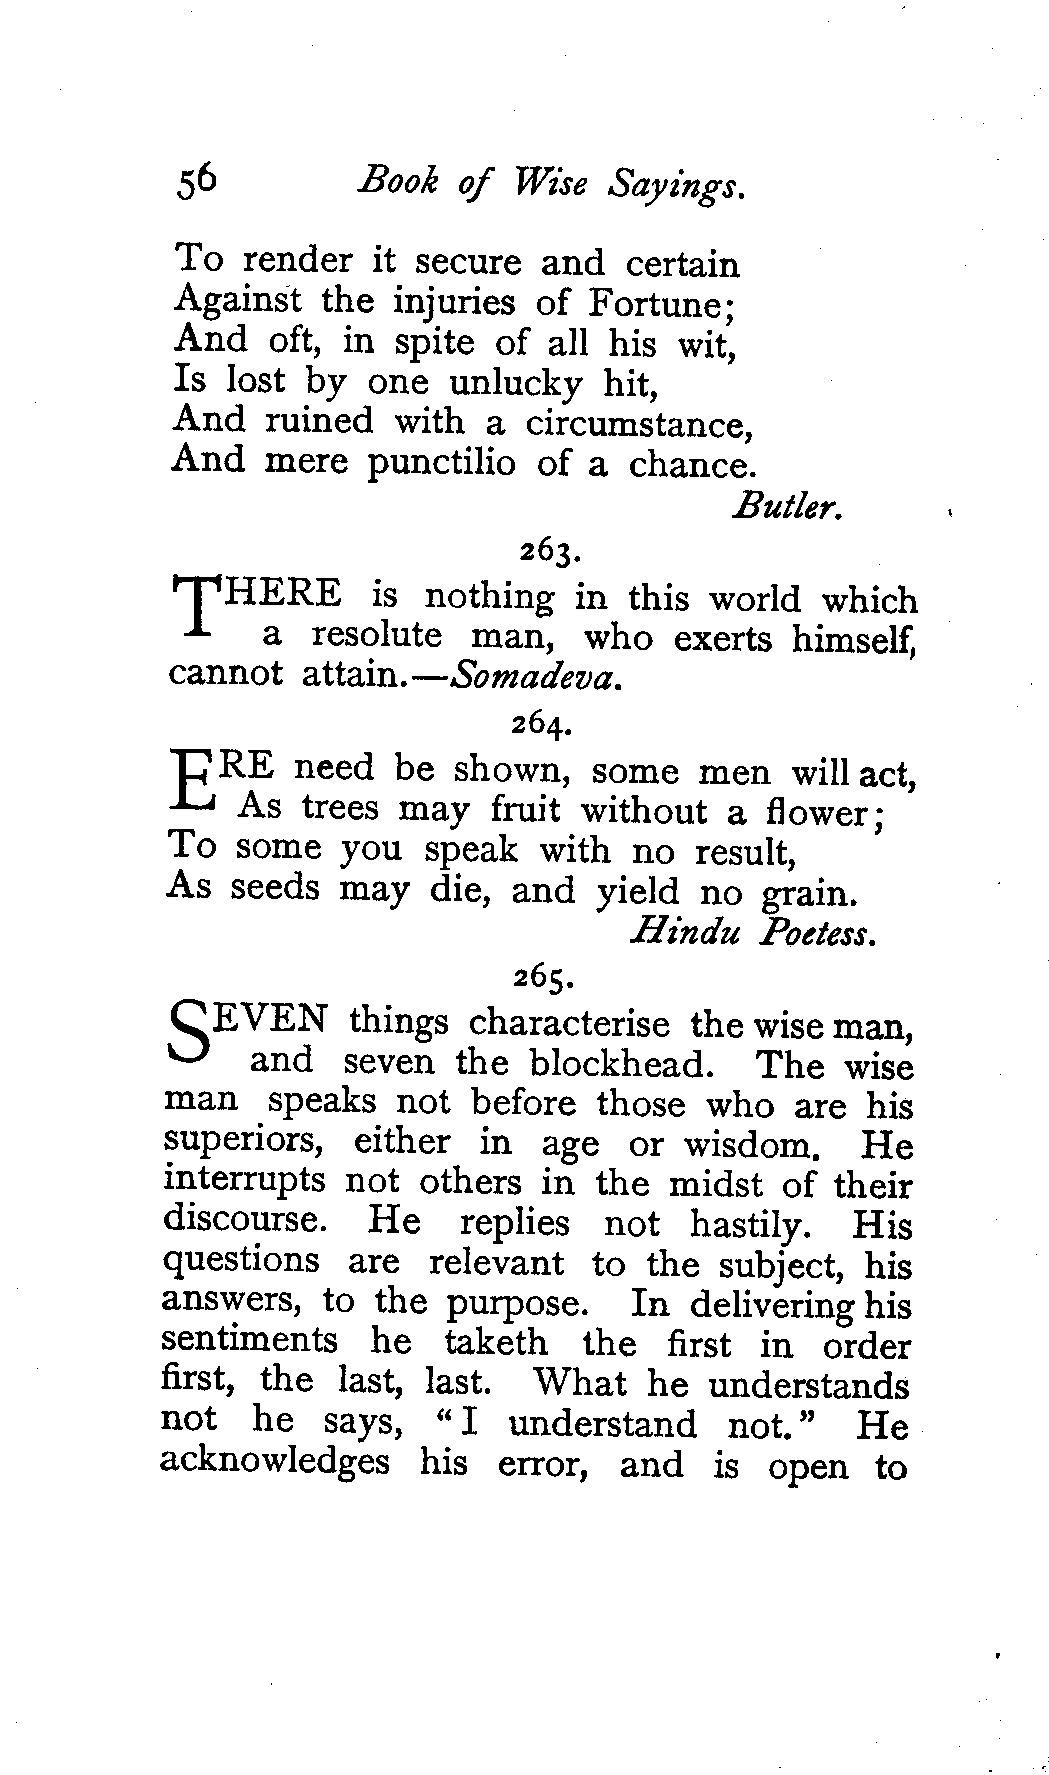 56 Book of Wise Sayings.
To render it secure and certain
Against the injuries of Fortune;
And oft, in spite of all his wit,
Is lost by one unlucky hit,
And ruined with a circumstance,
And mere punctilio of a chance.
Butler.
263.
THERE is nothing in this world which
a resolute man, who exerts himself,
cannot attain.—Somadeva.
264.
ERE need be shown, some men will act,
As trees may fruit without a flower;
To some you speak with no result,
As seeds may die, and yield no grain.
Hindu Poetess.
265.
SEVEN things characterise the wise man,
and seven the blockhead. The wise
man speaks not before those who are his
superiors, either in age or wisdom. He
interrupts not others in the midst of their
discourse. He replies not hastily. His
questions are relevant to the subject, his
answers, to the purpose. In delivering his
sentiments he taketh the first in order
first, the last, last. What he understands
not he says, “I understand not.” He
acknowledges his error, and is open to